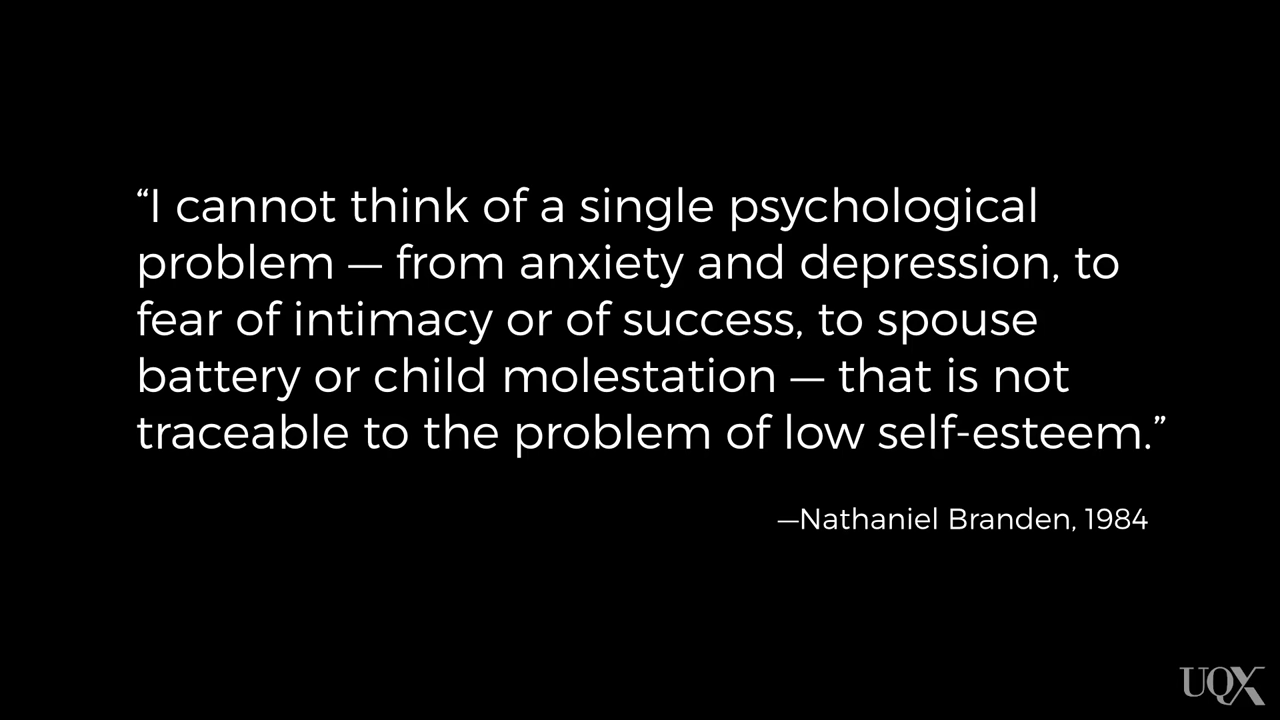 “I cannot think of a single psychological
problem — from anxiety and depression, to
fear of intimacy or of success, to spouse
battery or child molestation — that is not
traceable to the problem of low self-esteem.”
—Nathaniel Branden, 1984
UQX